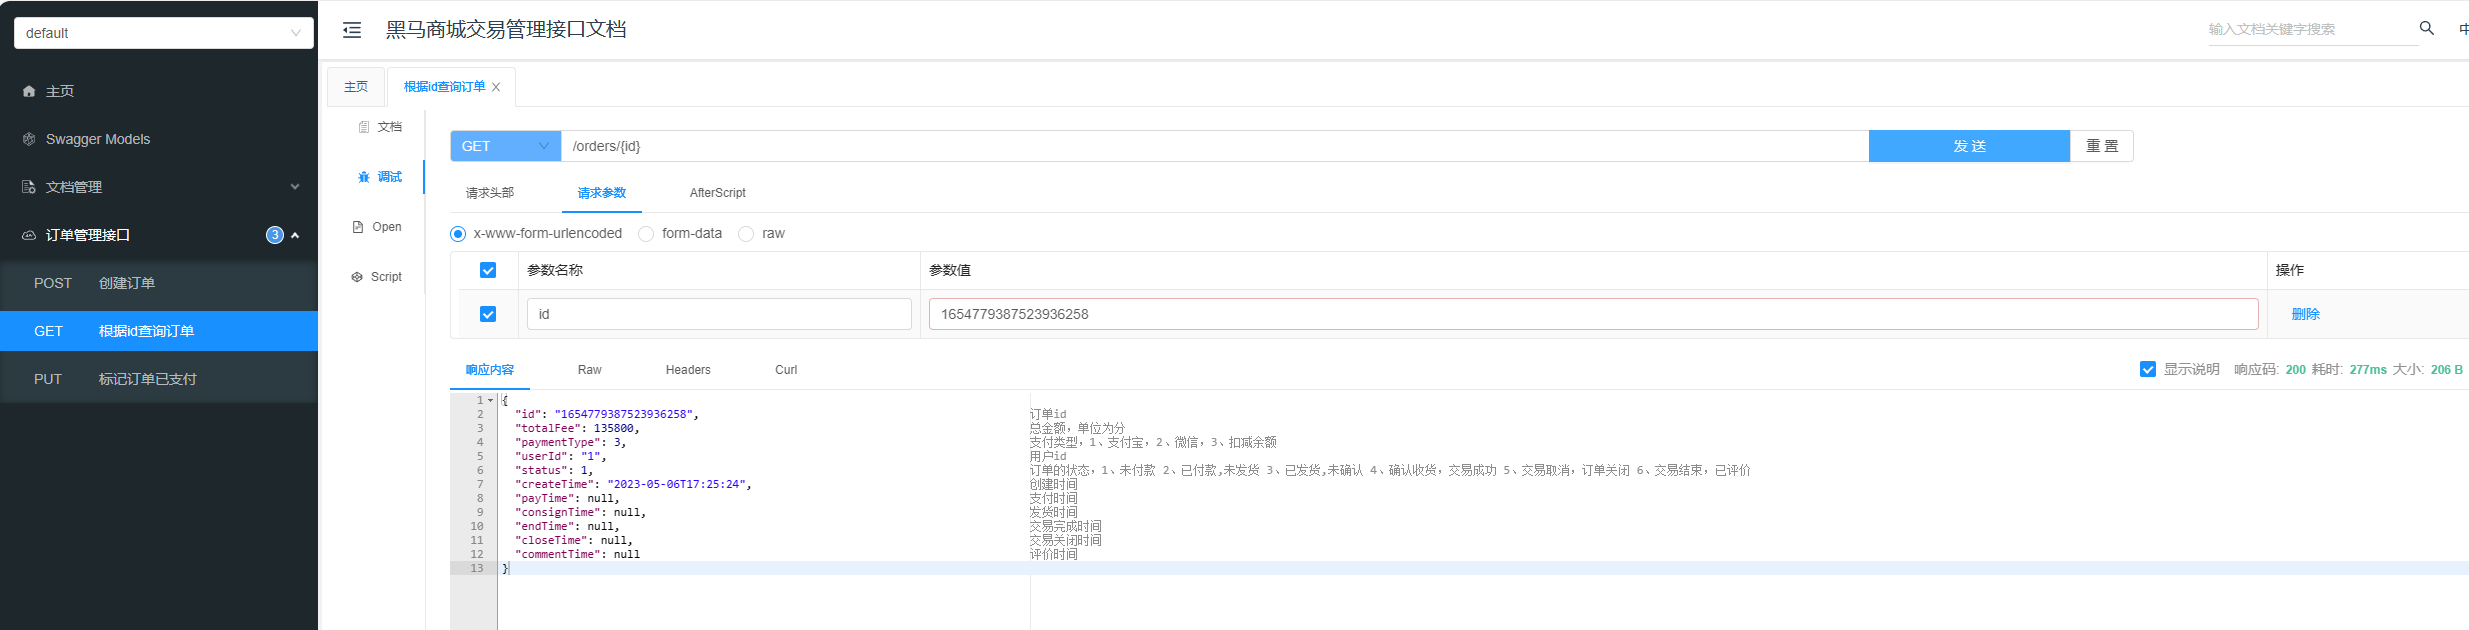 default
黑马商城交易管理接口文档
输入文档关键字搜索
中
主页
Swagger Models
文档管理
订单管理接口 3
POST 创建订单
GET 根据id查询订单
PUT 标记订单已支付
主页 根据id查询订单
文档
调试
Open
Script
GET /orders/{id} 发送 重置
请求头部 请求参数 AfterScript
x-www-form-urlencoded form-data raw
参数名称 参数值 操作
id 1654779387523936258 删除
响应内容 Raw Headers Curl 显示说明 响应码: 200 耗时: 277ms 大小: 206 B
1 {
2 "id": "1654779387523936258", 订单id
3 "totalFee": 135800, 总金额，单位为分
4 "paymentType": 3, 支付类型，1、支付宝，2、微信，3、扣减余额
5 "userId": "1", 用户id
6 "status": 1, 订单的状态，1、未付款 2、已付款,未发货 3、已发货,未确认 4、确认收货，交易成功 5、交易取消，订单关闭 6、交易结束，已评价
7 "createTime": "2023-05-06T17:25:24", 创建时间
8 "payTime": null, 支付时间
9 "consignTime": null, 发货时间
10 "endTime": null, 交易完成时间
11 "closeTime": null, 交易关闭时间
12 "commentTime": null 评价时间
13 }